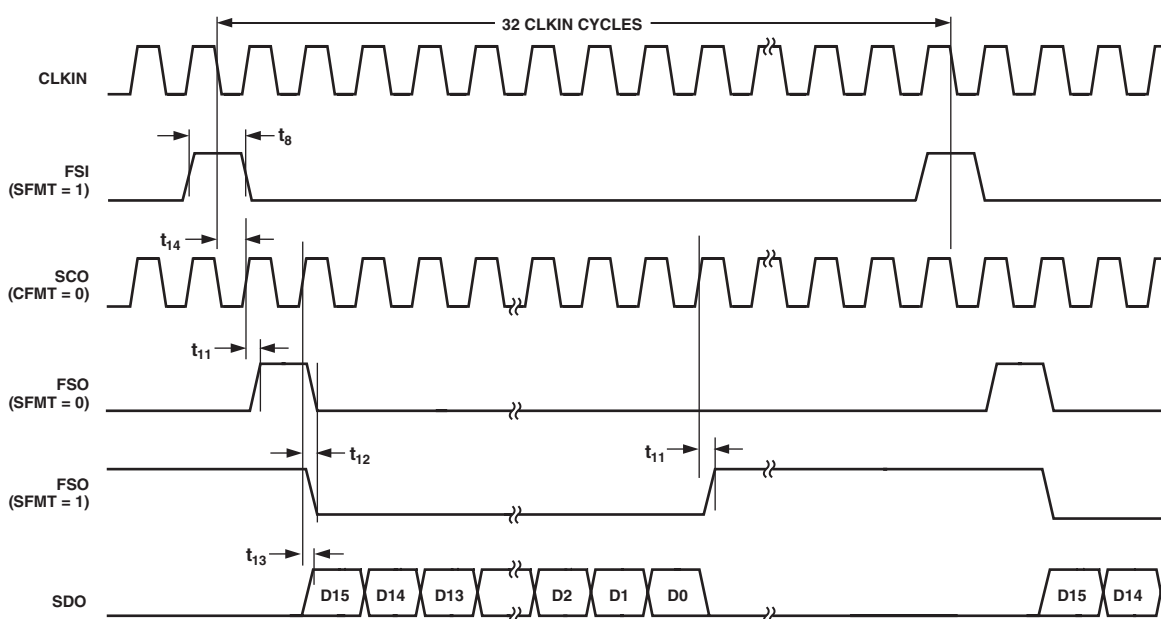 32 CLKIN CYCLES
CLKIN
t8
FSI
(SFMT = 1)
t14
SCO
(CFMT = 0)
t11
FSO
(SFMT = 0)
t12
t11
FSO
(SFMT = 1)
t13
SDO
D15 D14 D13 D2 D1 D0 D15 D14